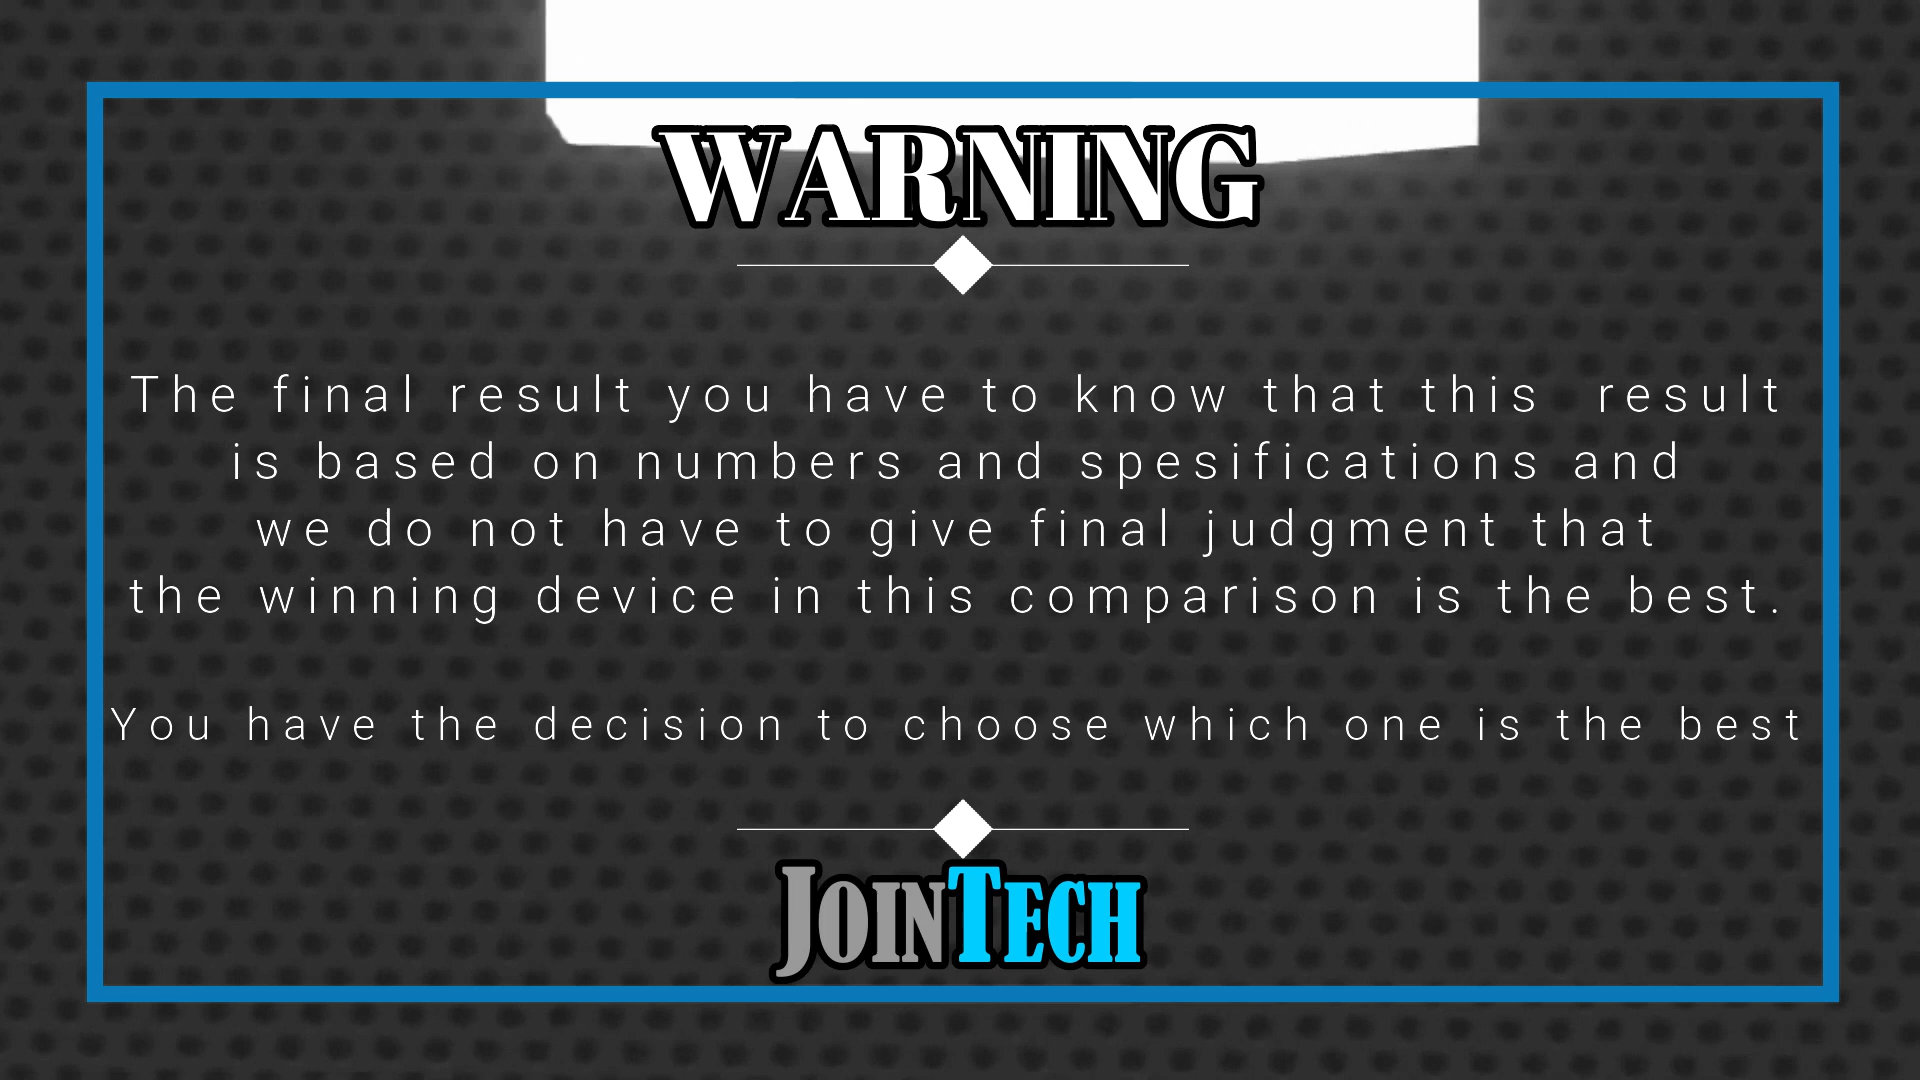 WARNING
The final result you have to know that this result
is based on numbers and spesifications and
we do not have to give final judgment that
the winning device in this comparison is the best.
You have the decision to choose which one is the best
JOINTECH